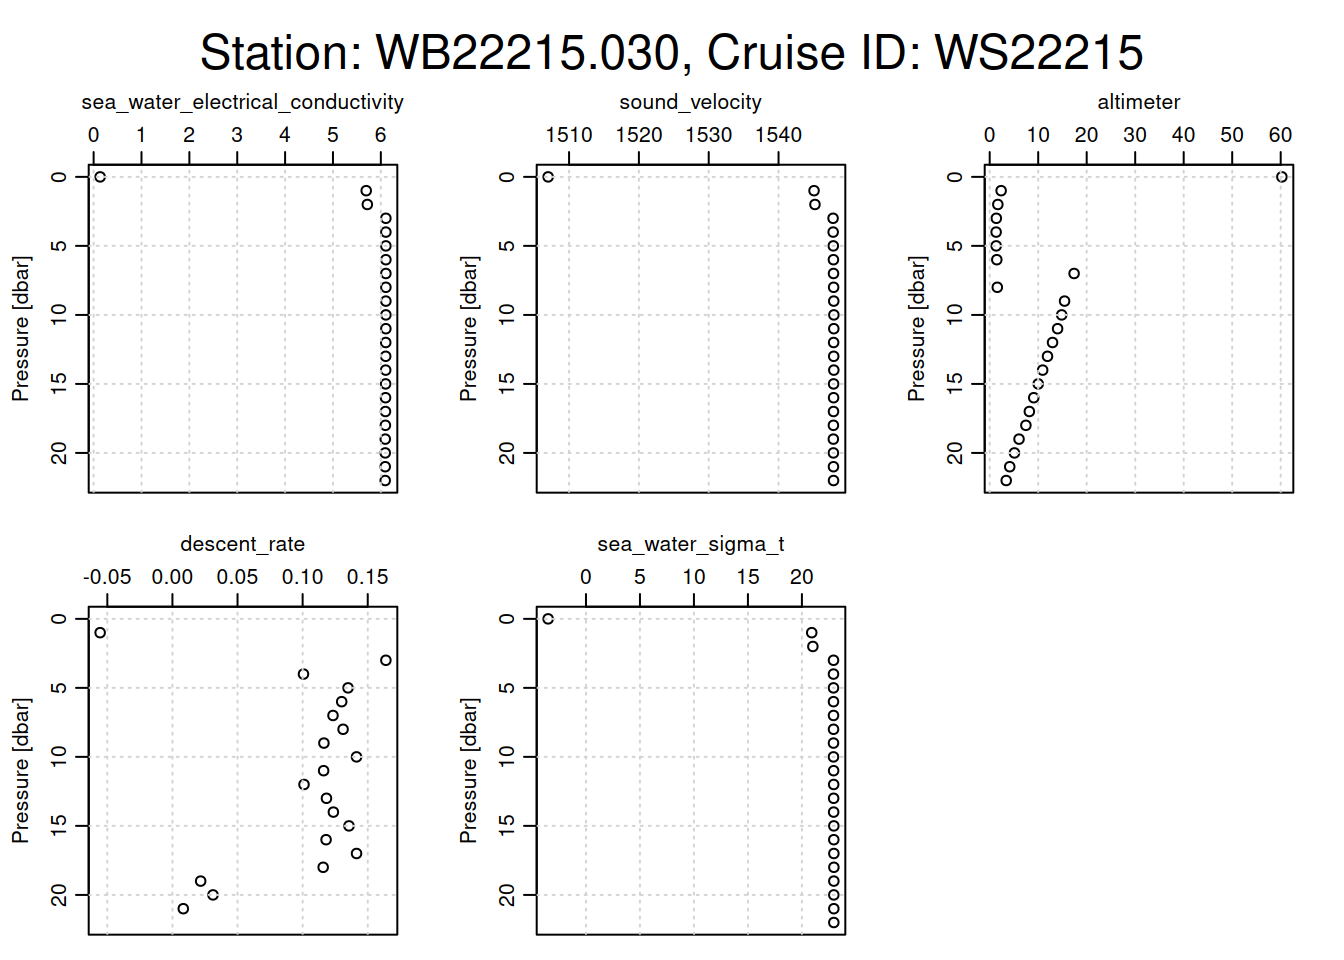 Station: WB22215.030, Cruise ID: WS22215
sea_water_electrical_conductivity
0 1 2 3 4 5 6
Pressure [dbar]
0
5
10
15
20
sound_velocity
1510 1520 1530 1540
Pressure [dbar]
0
5
10
15
20
altimeter
0 10 20 30 40 50 60
Pressure [dbar]
0
5
10
15
20
descent_rate
-0.05 0.00 0.05 0.10 0.15
Pressure [dbar]
0
5
10
15
20
sea_water_sigma_t
0 5 10 15 20
Pressure [dbar]
0
5
10
15
20